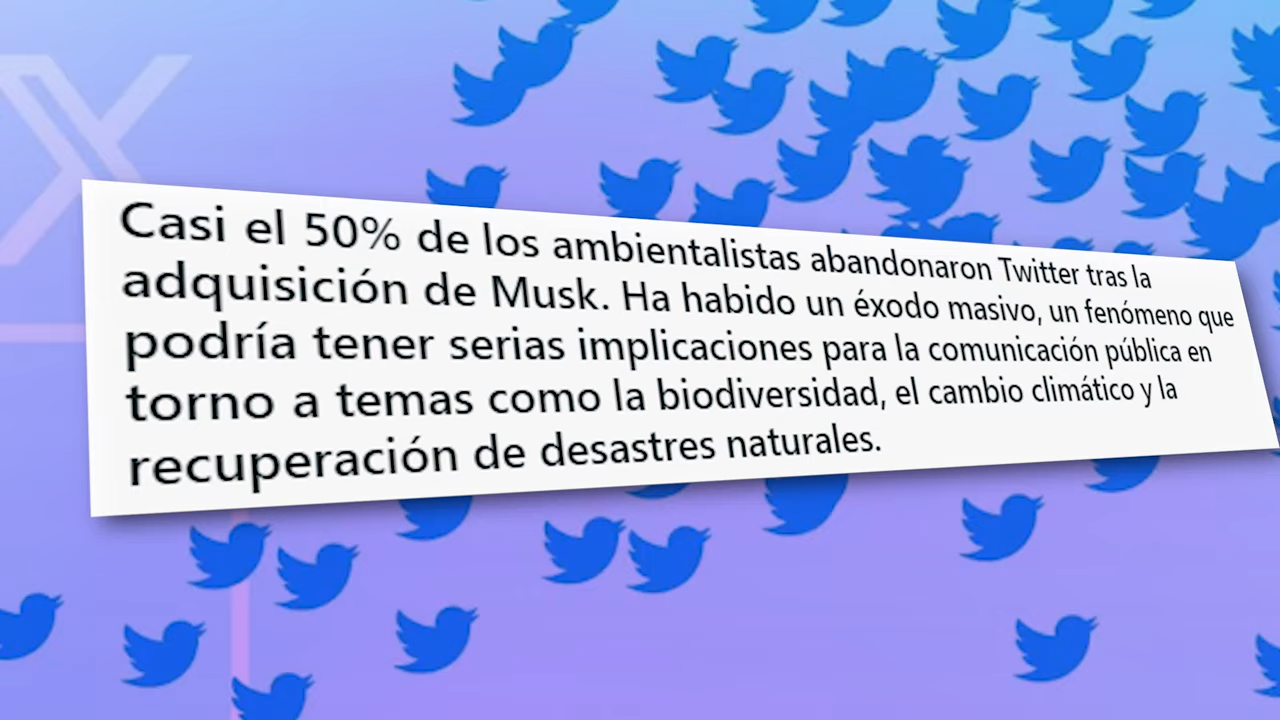 Casi el 50% de los ambientalistas abandonaron Twitter tras la
adquisición de Musk. Ha habido un éxodo masivo, un fenómeno que
podría tener serias implicaciones para la comunicación pública en
torno a temas como la biodiversidad, el cambio climático y la
recuperación de desastres naturales.